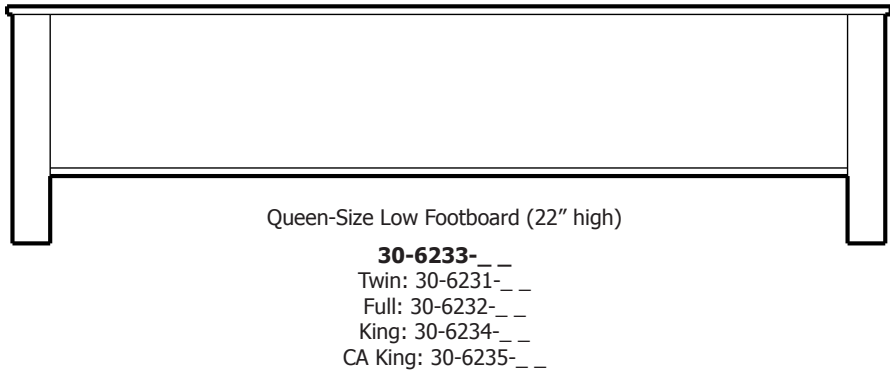 Queen-Size Low Footboard (22” high)
30-6233-_ _
Twin: 30-6231-_ _
Full: 30-6232-_ _
King: 30-6234-_ _
CA King: 30-6235-_ _